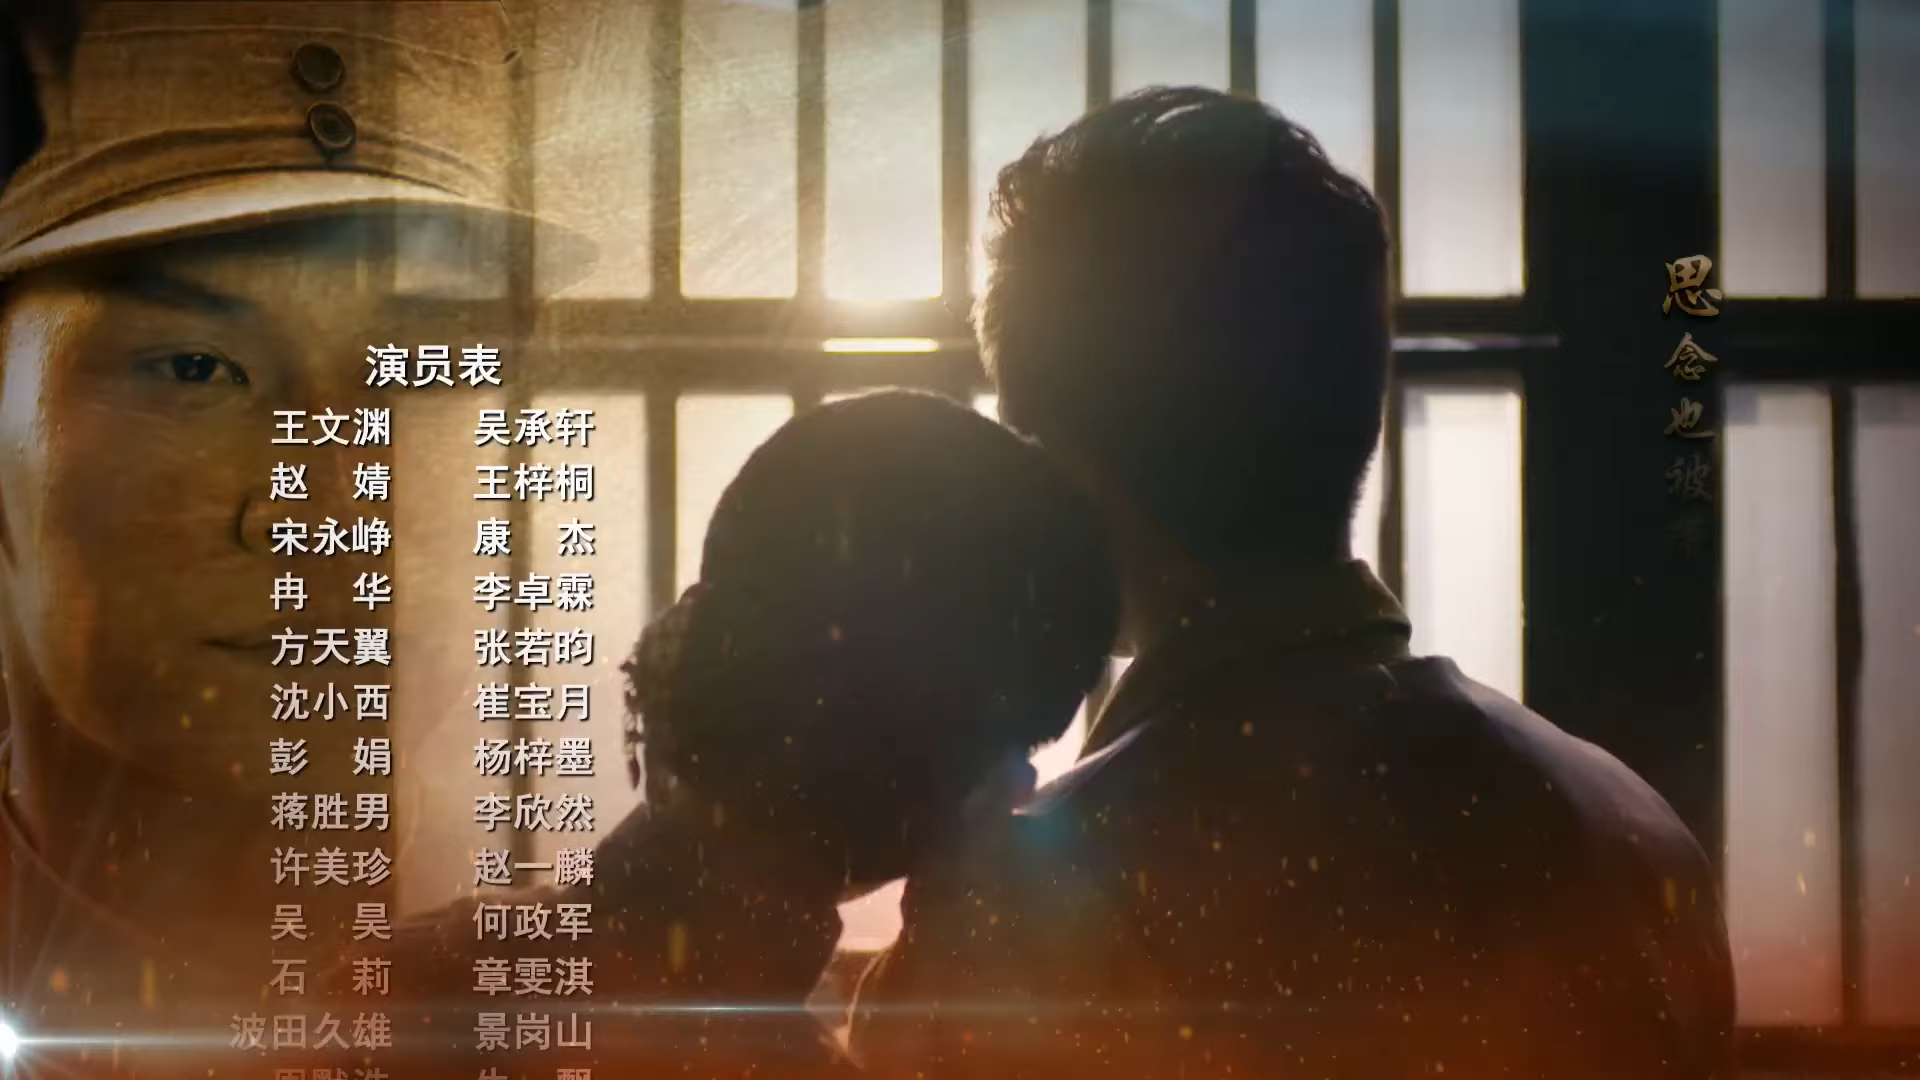 演员表
王文渊 吴承轩
赵 婧 王梓桐
宋永峥 康 杰
冉 华 李卓霖
方天翼 张若昀
沈小西 崔宝月
彭 娟 杨梓墨
蒋胜男 李欣然
许美珍 赵一麟
吴 昊 何政军
石 莉 章雯淇
波田久雄 景岗山
思念也被